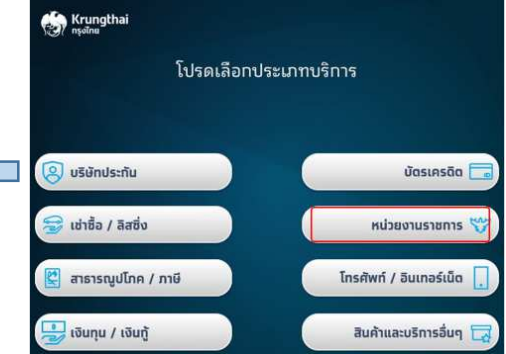 Krungthai
กรุงไทย
โปรดเลือกประเภทบริการ
บริษัทประกัน
บัตรเครดิต
เช่าซื้อ / ลิสซิ่ง
หน่วยงานราชการ
สาธารณูปโภค / ภาษี
โทรศัพท์ / อินเทอร์เน็ต
เงินทุน / เงินกู้
สินค้าและบริการอื่นๆ